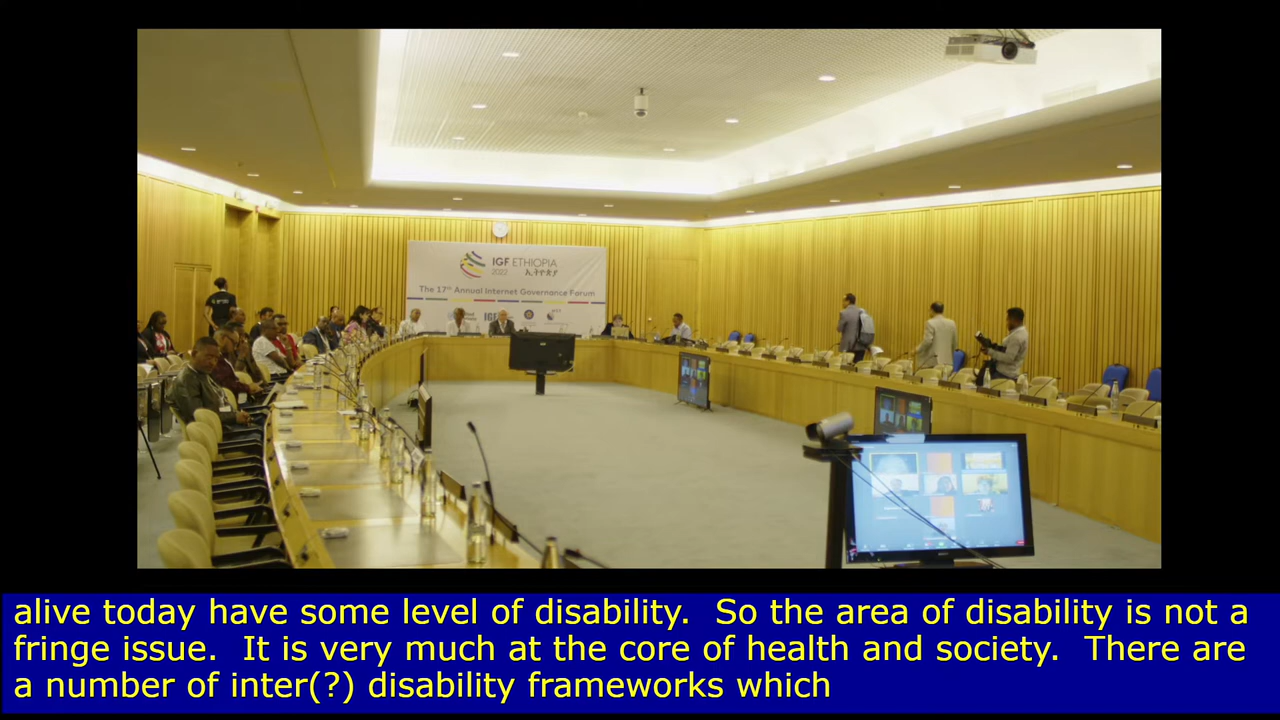 IGF ETHIOPIA
2022 ኢትዮጵያ
The 17th Annual Internet Governance Forum
IGF
alive today have some level of disability.  So the area of disability is not a
fringe issue.  It is very much at the core of health and society.  There are
a number of inter(?) disability frameworks which